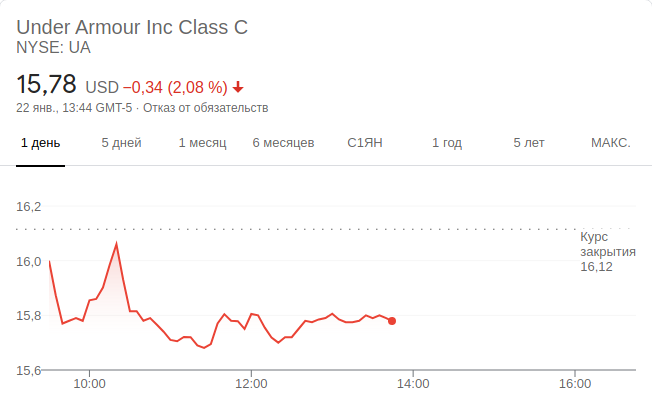 Under Armour Inc Class C
NYSE: UA
15,78 USD −0,34 (2,08 %)
22 янв., 13:44 GMT-5 · Отказ от обязательств
1 день 5 дней 1 месяц 6 месяцев С1ЯН 1 год 5 лет МАКС.
16,2
Курс
закрытия
16,12
16,0
15,8
15,6
10:00 12:00 14:00 16:00